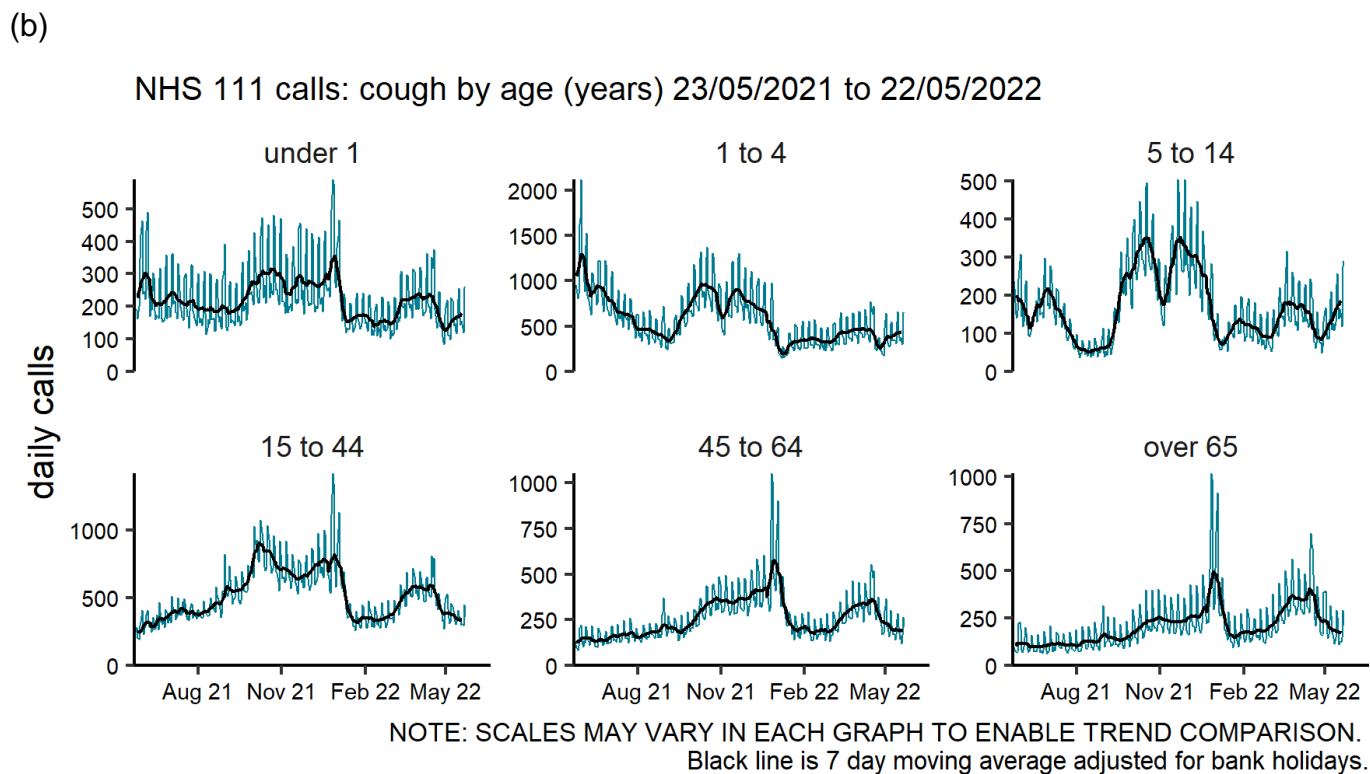 (b)
NHS 111 calls: cough by age (years) 23/05/2021 to 22/05/2022
under 1
1 to 4
5 to 14
500
400
300
200
100
0
2000
1500
1000
500
0
500
400
300
200
100
0
daily calls
15 to 44
45 to 64
over 65
1000
500
0
1000
750
500
250
0
1000
750
500
250
0
Aug 21 Nov 21 Feb 22 May 22
Aug 21 Nov 21 Feb 22 May 22
Aug 21 Nov 21 Feb 22 May 22
NOTE: SCALES MAY VARY IN EACH GRAPH TO ENABLE TREND COMPARISON.
Black line is 7 day moving average adjusted for bank holidays.